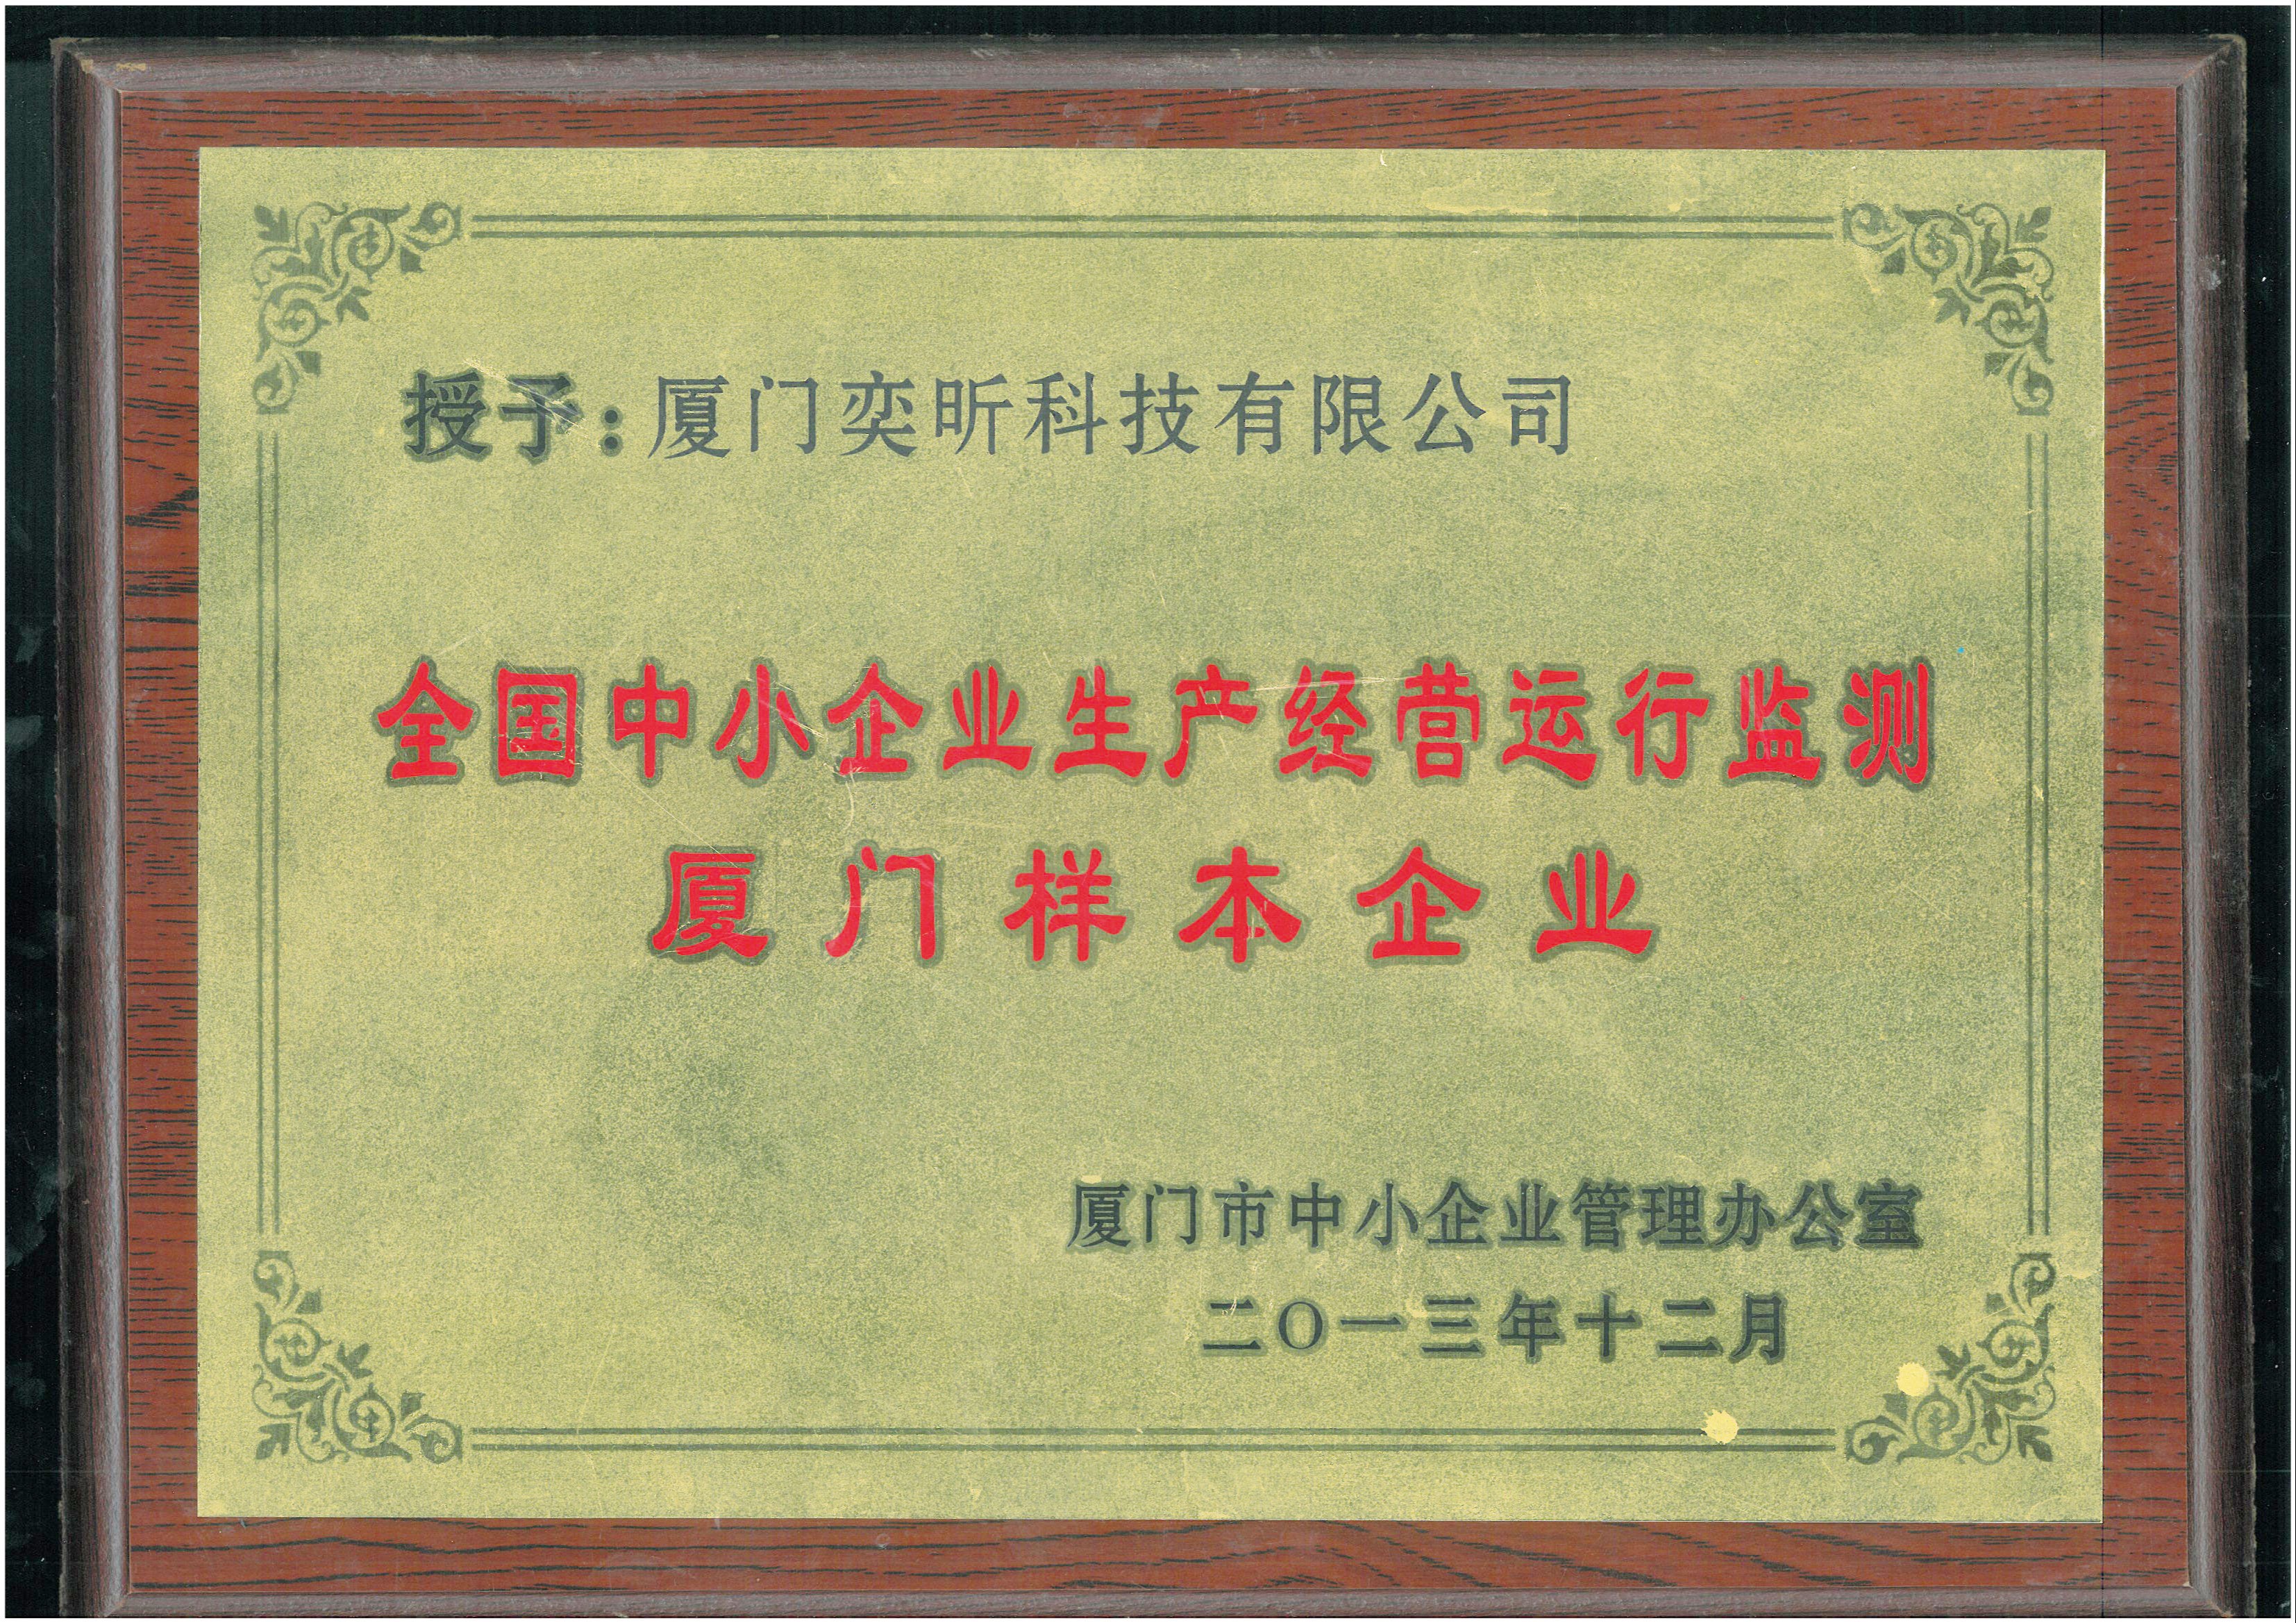 授予:厦门奕昕科技有限公司
全国中小企业生产经营运行监测
厦门样本企业
厦门市中小企业管理办公室
二〇一三年十二月